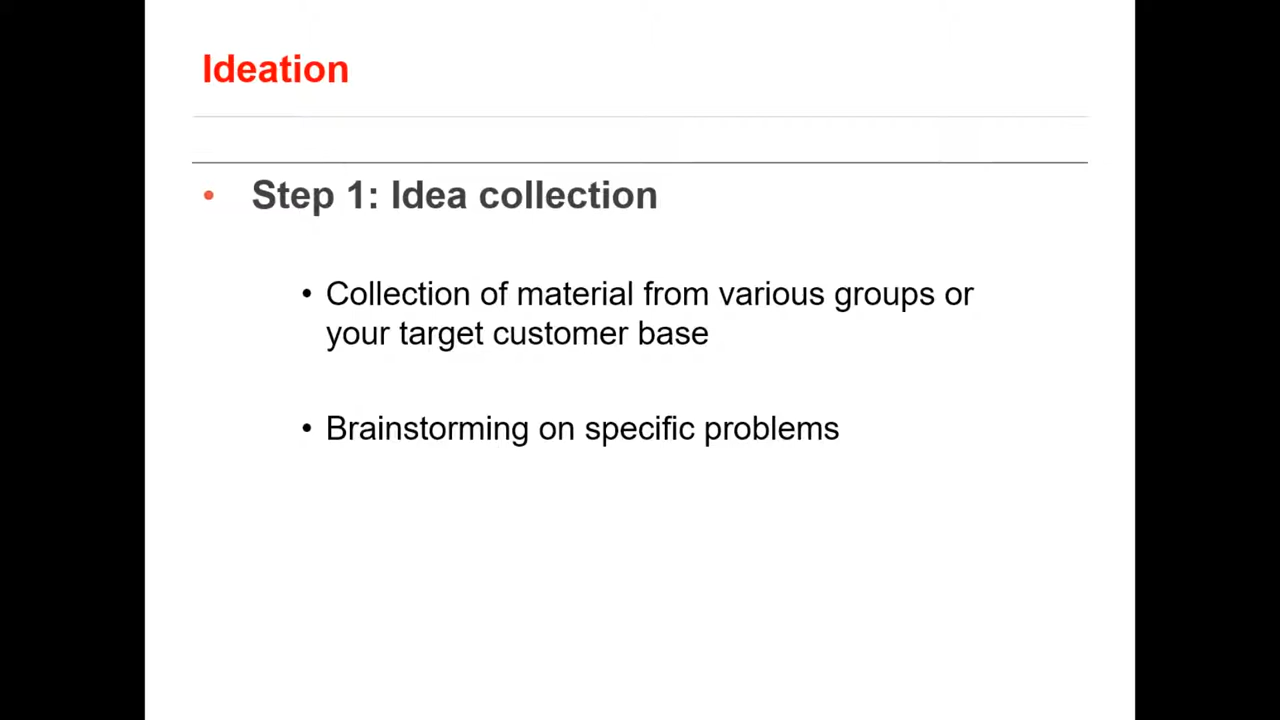 Ideation
• Step 1: Idea collection
• Collection of material from various groups or
your target customer base
• Brainstorming on specific problems